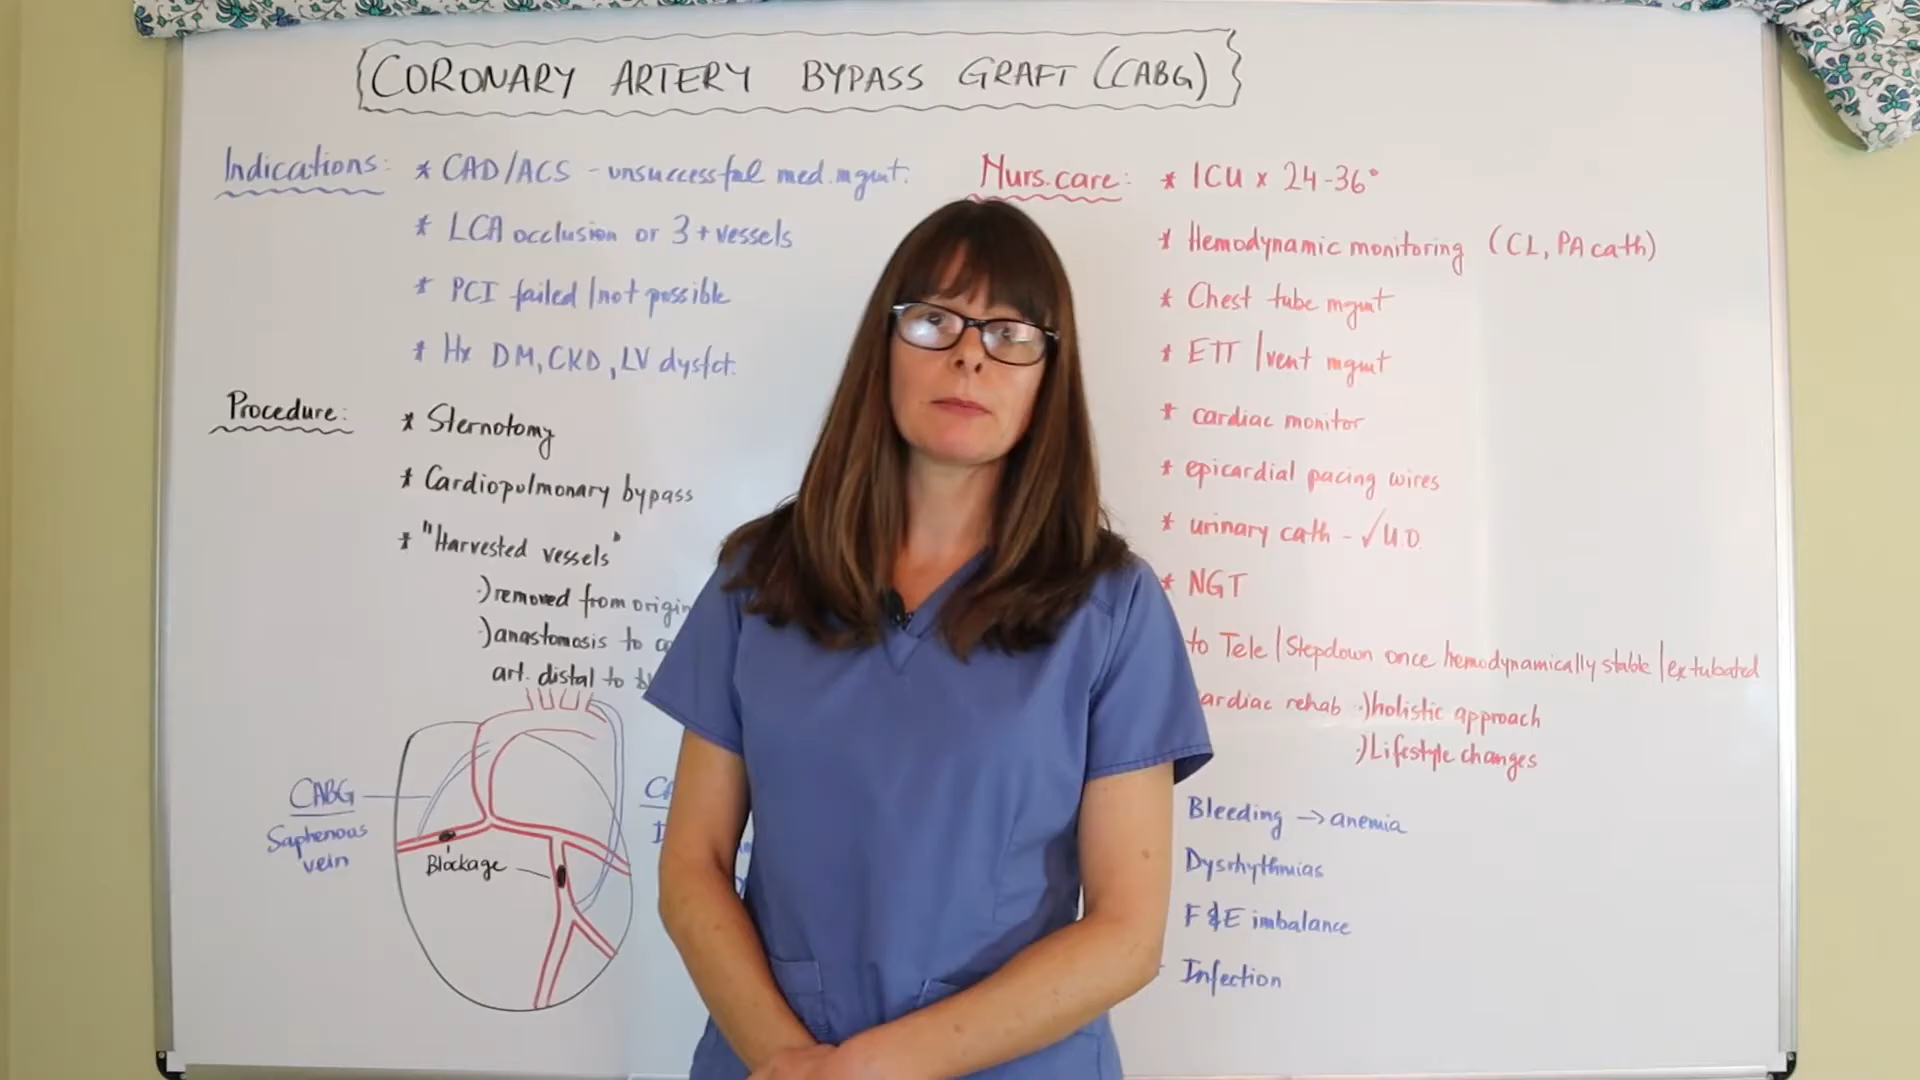 CORONARY ARTERY BYPASS GRAFT (CABG)
Indications: * CAD/ACS - unsuccessful med. mgmt.
* LCA occlusion or 3+ vessels
* PCI failed / not possible
* Hx DM, CKD, LV dysfct.
Procedure: * Sternotomy
* Cardiopulmonary bypass
* "Harvested vessels"
·) removed from origin
·) anastomosis to
art. distal to
CABG
Saphenous
vein
Blockage
Nurs. care: * ICU x 24-36°
* Hemodynamic monitoring (CL, PA cath)
* Chest tube mgmt
* ETT / vent mgmt
* cardiac monitor
* epicardial pacing wires
* urinary cath - √ U.O.
* NGT
to Tele / Stepdown once hemodynamically stable / extubated
ardiac rehab ·) holistic approach
·) Lifestyle changes
Bleeding → anemia
Dysrhythmias
F & E imbalance
Infection